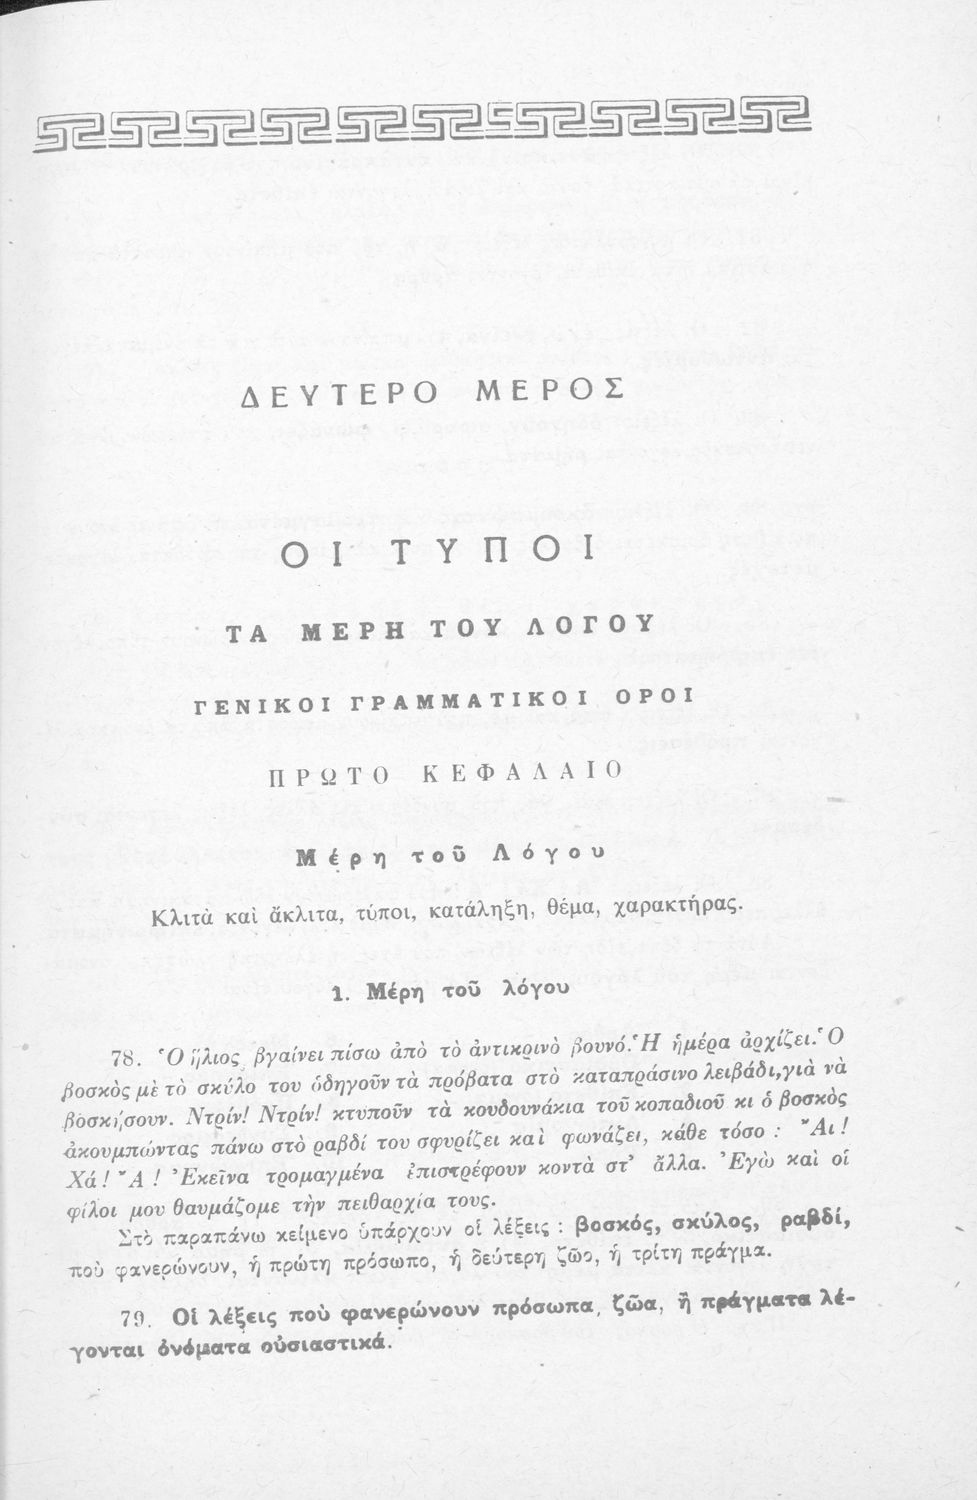 ΔΕΥΤΕΡΟ ΜΕΡΟΣ
ΟΙ ΤΥΠΟΙ
ΤΑ ΜΕΡΗ ΤΟΥ ΛΟΓΟΥ
ΓΕΝΙΚΟΙ ΓΡΑΜΜΑΤΙΚΟΙ ΟΡΟΙ
ΠΡΩΤΟ ΚΕΦΑΛΑΙΟ
Μέρη τοῦ Λόγου
Κλιτὰ καὶ ἄκλιτα, τύποι, κατάληξη, θέμα, χαρακτήρας.
1. Μέρη τοῦ λόγου
78. Ὁ ἥλιος βγαίνει πίσω ἀπὸ τὸ ἀντικρινὸ βουνό. Ἡ ἡμέρα ἀρχίζει. Ὁ
βοσκὸς μὲ τὸ σκύλο του ὁδηγοῦν τὰ πρόβατα στὸ καταπράσινο λειβάδι, γιὰ νὰ
βοσκήσουν. Ντρίν! Ντρίν! κτυποῦν τὰ κουδουνάκια τοῦ κοπαδιοῦ κι ὁ βοσκὸς
ἀκουμπώντας πάνω στὸ ραβδί του σφυρίζει καὶ φωνάζει, κάθε τόσο : Ἄι!
Χά! Ἄ! Ἐκεῖνα τρομαγμένα ἐπιστρέφουν κοντὰ στ' ἄλλα. Ἐγὼ καὶ οἱ
φίλοι μου θαυμάζομε τὴν πειθαρχία τους.
Στὸ παραπάνω κείμενο ὑπάρχουν οἱ λέξεις : βοσκός, σκύλος, ραβδί,
ποὺ φανερώνουν, ἡ πρώτη πρόσωπο, ἡ δεύτερη ζῶο, ἡ τρίτη πράγμα.
79. Οἱ λέξεις ποὺ φανερώνουν πρόσωπα, ζῶα, ἢ πράγματα λέ-
γονται ὀνόματα οὐσιαστικά.